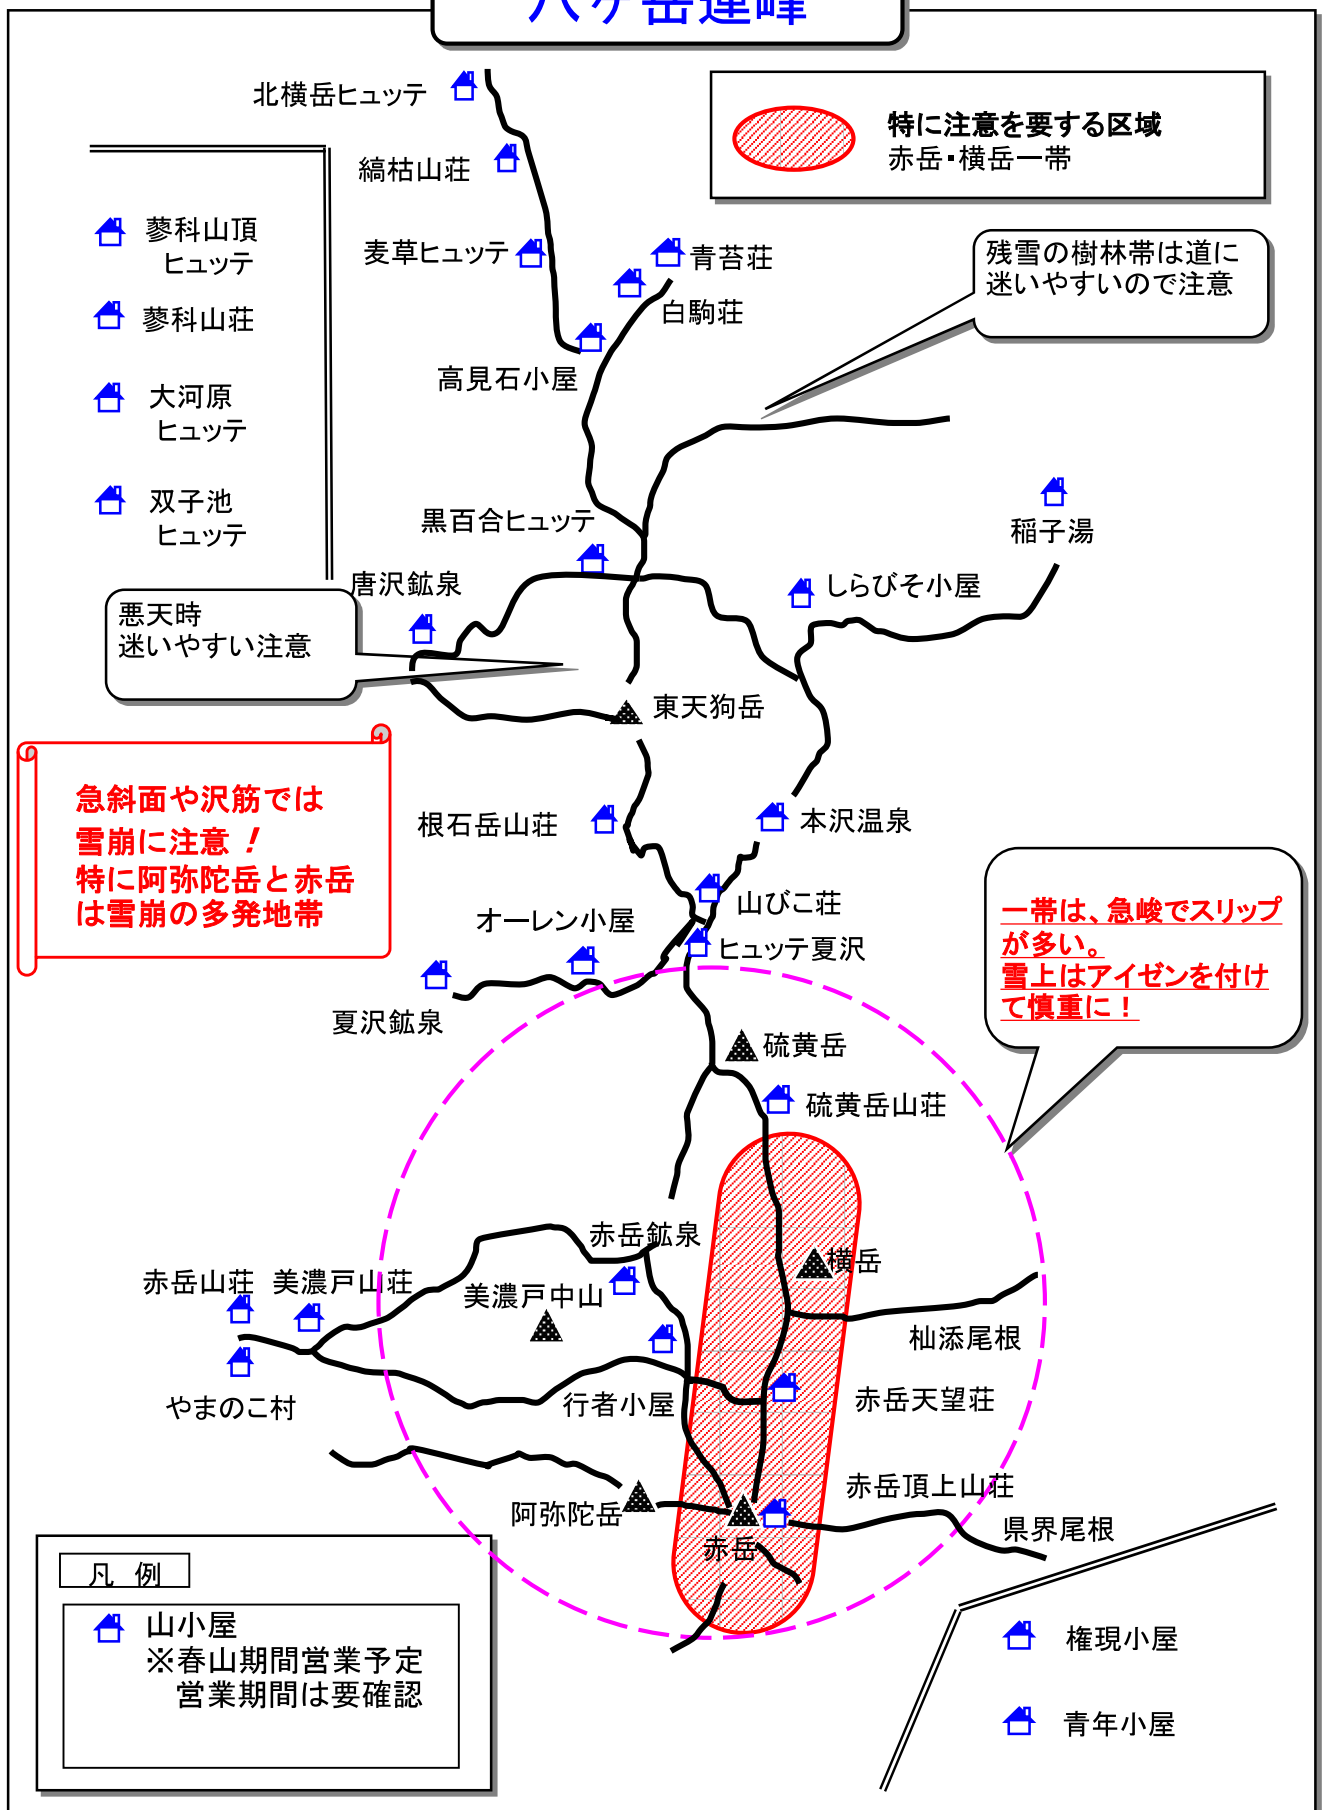 八ヶ岳連峰
北横岳ヒュッテ
特に注意を要する区域
赤岳・横岳一帯
縞枯山荘
蓼科山頂
ヒュッテ
麦草ヒュッテ
青苔荘
白駒荘
残雪の樹林帯は道に
迷いやすいので注意
蓼科山荘
高見石小屋
大河原
ヒュッテ
双子池
ヒュッテ
黒百合ヒュッテ
稲子湯
唐沢鉱泉
しらびそ小屋
悪天時
迷いやすい注意
東天狗岳
急斜面や沢筋では
雪崩に注意！
特に阿弥陀岳と赤岳
は雪崩の多発地帯
根石岳山荘
本沢温泉
山びこ荘
オーレン小屋
ヒュッテ夏沢
夏沢鉱泉
一帯は、急峻でスリップ
が多い。
雪上はアイゼンを付け
て慎重に！
硫黄岳
硫黄岳山荘
赤岳鉱泉
横岳
赤岳山荘
美濃戸山荘
美濃戸中山
杣添尾根
やまのこ村
行者小屋
赤岳天望荘
阿弥陀岳
赤岳頂上山荘
赤岳
県界尾根
凡 例
山小屋
※春山期間営業予定
営業期間は要確認
権現小屋
青年小屋